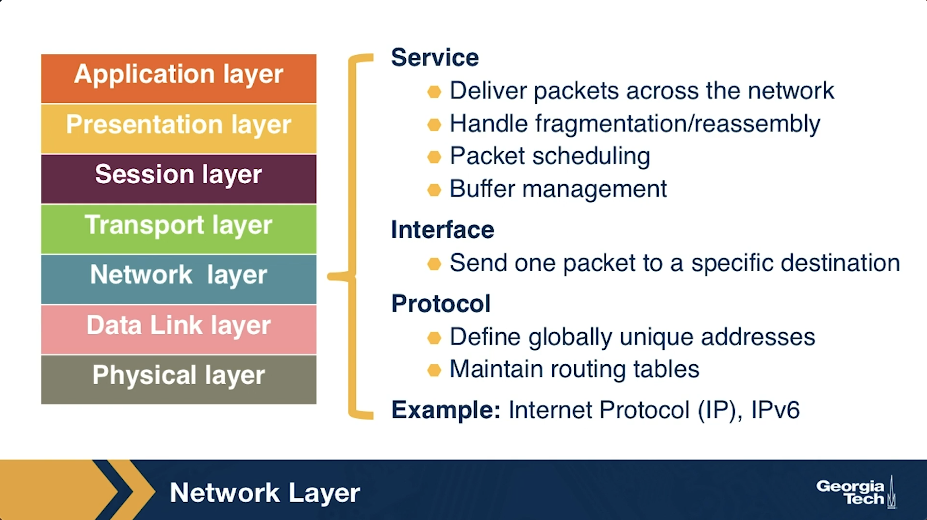 Application layer
Presentation layer
Session layer
Transport layer
Network layer
Data Link layer
Physical layer
Service
Deliver packets across the network
Handle fragmentation/reassembly
Packet scheduling
Buffer management
Interface
Send one packet to a specific destination
Protocol
Define globally unique addresses
Maintain routing tables
Example: Internet Protocol (IP), IPv6
Network Layer
Georgia
Tech